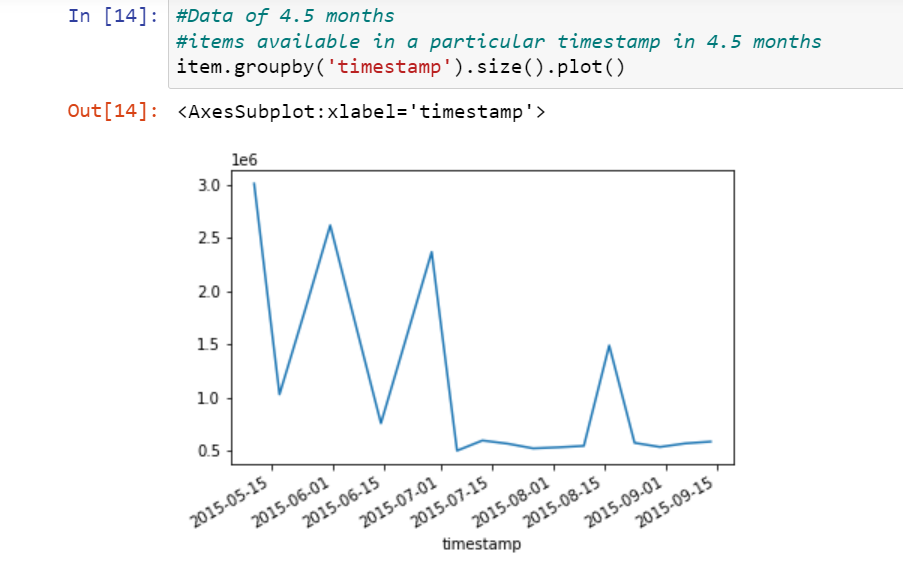 In [14]: #Data of 4.5 months
#items available in a particular timestamp in 4.5 months
item.groupby('timestamp').size().plot()
Out[14]: <AxesSubplot:xlabel='timestamp'>
1e6
3.0
2.5
2.0
1.5
1.0
0.5
2015-05-15
2015-06-01
2015-06-15
2015-07-01
2015-07-15
2015-08-01
2015-08-15
2015-09-01
2015-09-15
timestamp